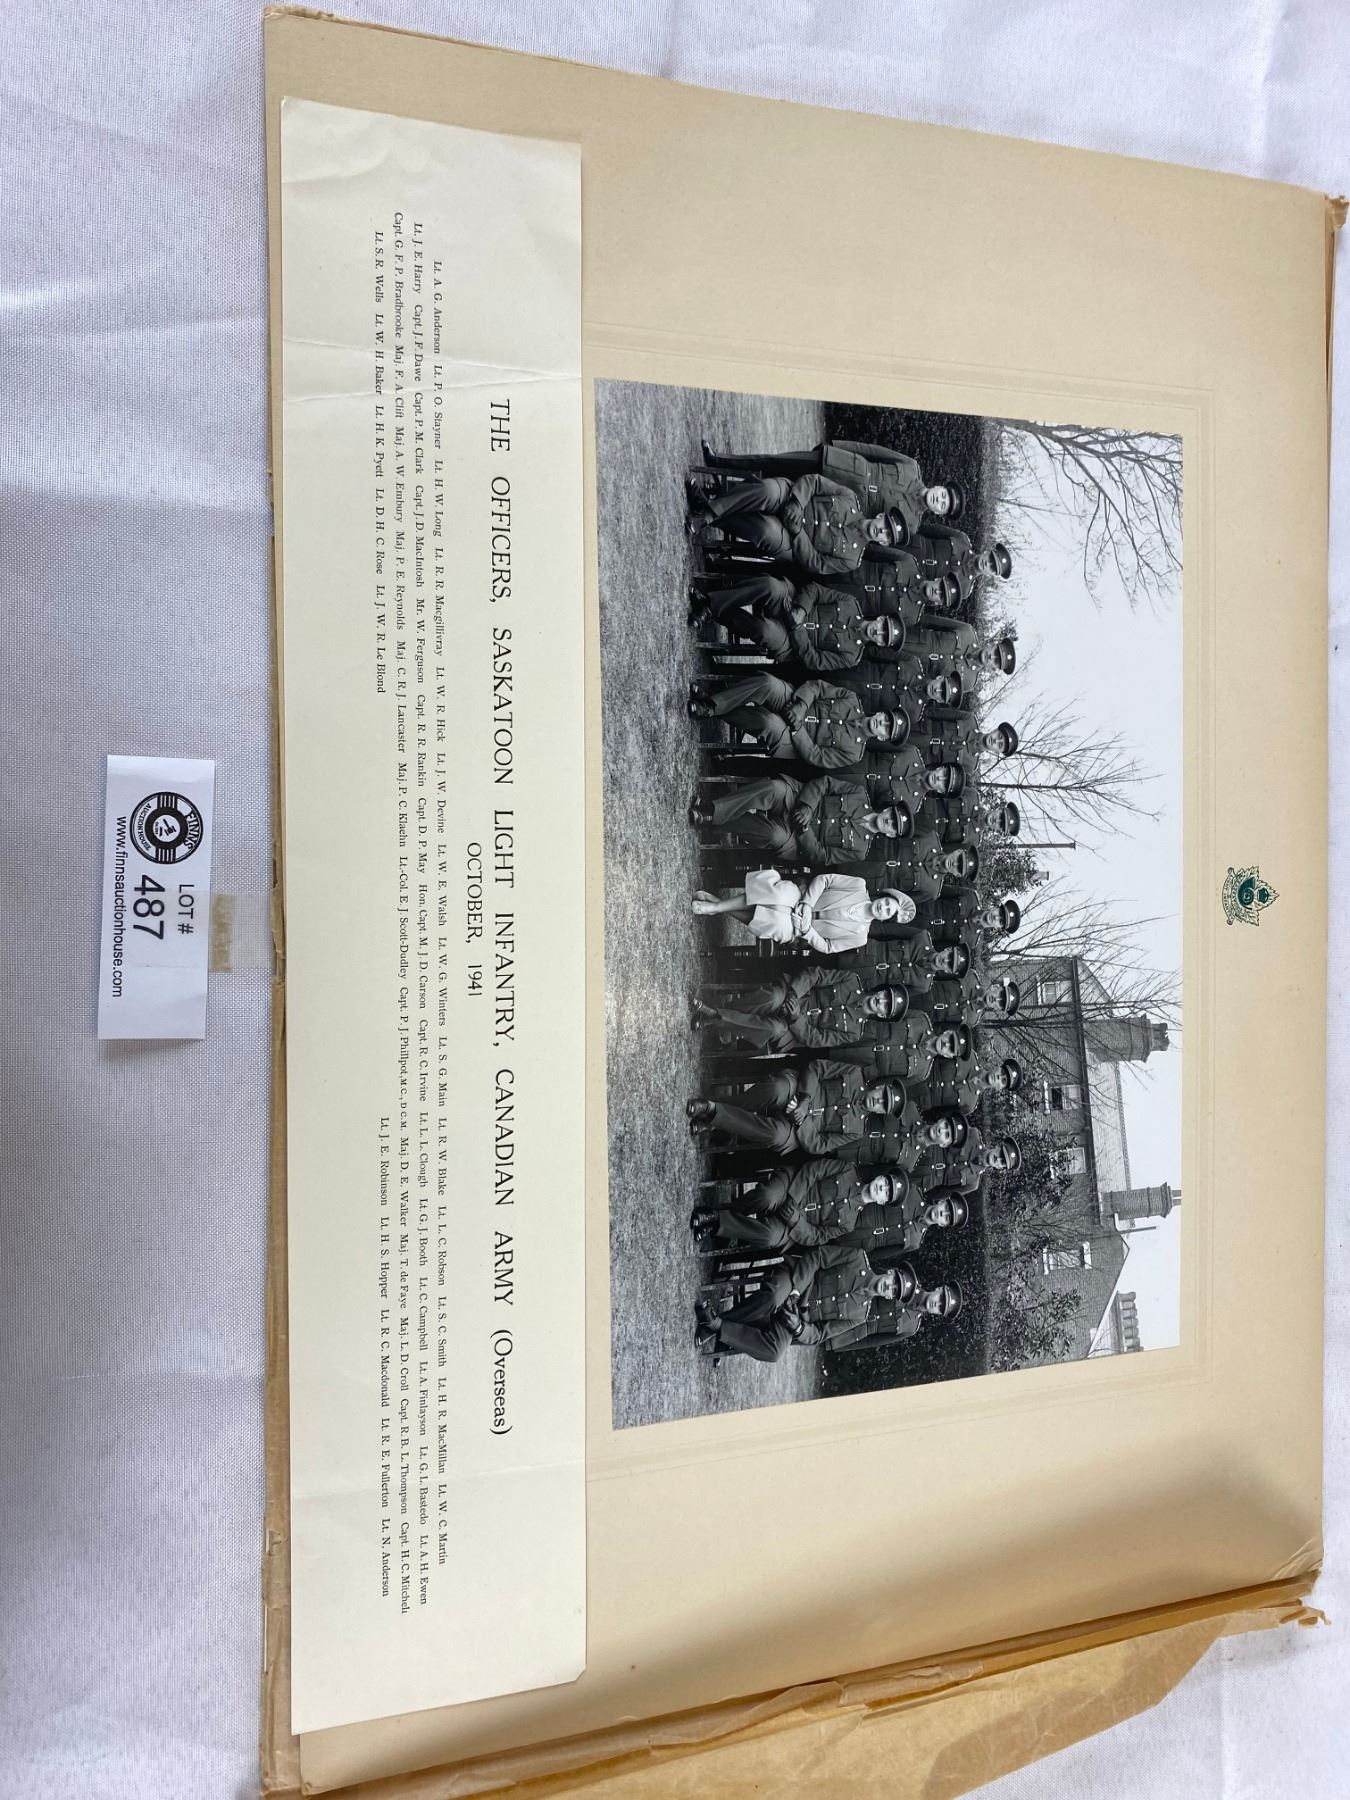 THE OFFICERS, SASKATOON LIGHT INFANTRY, CANADIAN ARMY (Overseas)
OCTOBER, 1941
Lt. A. G. Anderson Lt. P. O. Stayner Lt. H. W. Long Lt. R. R. Macgillivray Lt. W. R. Hick Lt. J. W. Devine Lt. W. E. Walsh Lt. W. G. Winters Lt. S. G. Main Lt. R. W. Blake Lt. L. C. Robson Lt. S. C. Smith Lt. H. R. MacMillan Lt. W. C. Martin
Lt. J. E. Harry Capt. J. F. Dawe Capt. P. M. Clark Capt. J. D. MacIntosh Mr. W. Ferguson Capt. R. R. Rankin Capt. D. P. May Hon. Capt. M. J. D. Carson Capt. R. C. Irvine Lt. L. L. Clough Lt. G. J. Booth Lt. C. Campbell Lt. A. Finlayson Lt. G. L. Bastedo Lt. A. H. Ewen
Capt. G. F. P. Bradbrooke Maj. F. A. Clift Maj. A. W. Embury Maj. P. E. Reynolds Maj. C. R. J. Lancaster Maj. P. C. Klaehn Lt.-Col. E. J. Scott-Dudley Capt. P. J. Phillpot, M.C., D.C.M. Maj. D. E. Walker Maj. T. de Faye Maj. L. D. Croll Capt. R. B. L. Thompson Capt. H. C. Mitchell
Lt. S. R. Wells Lt. W. H. Baker Lt. H. K. Pyett Lt. D. H. C. Rose Lt. J. W. R. Le Blond Lt. J. E. Robinson Lt. H. S. Hopper Lt. R. C. Macdonald Lt. R. E. Fullerton Lt. N. Anderson
LOT #
487
FINNS
AUCTION HOUSE
www.finnsauctionhouse.com